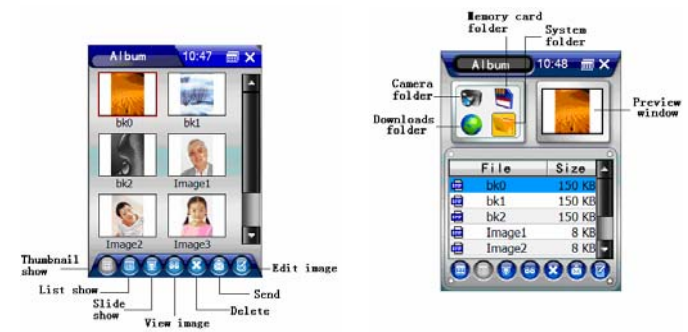 Album 10:47
bk0 bk1
bk2 Image1
Image2 Image3
Thumbnail
show
List show
Slide
show
View image
Delete
Send
Edit image
Memory card
folder
System
folder
Album 10:48
Camera
folder
Downloads
folder
Preview
window
File Size
bk0 150 KB
bk1 150 KB
bk2 150 KB
Image1 8 KB
Image2 8 KB